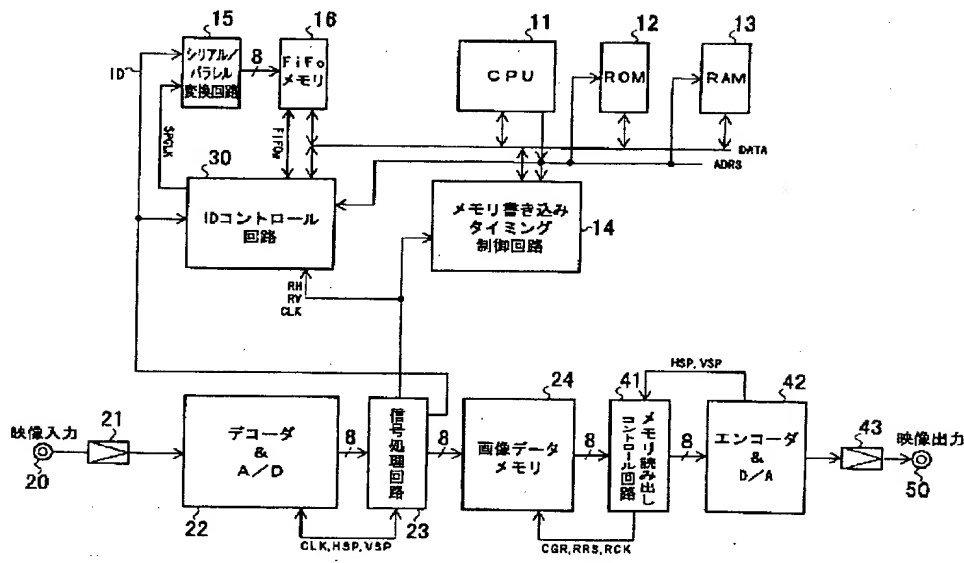 15
シリアル／
パラレル
変換回路
ID
8
16
FiFo
メモリ
11
CPU
12
ROM
13
RAM
SPCLK
FiFOW
DATA
ADRS
30
IDコントロール
回路
メモリ書き込み
タイミング
制御回路
14
RH
RV
CLK
映像入力
20
21
デコーダ
&
A/D
22
8
信号処理回路
23
8
24
画像データ
メモリ
8
41
メモリ読み出し
コントロール回路
8
HSP,VSP
42
エンコーダ
&
D/A
43
映像出力
50
CLK,HSP,VSP
CGR,RRS,RCK